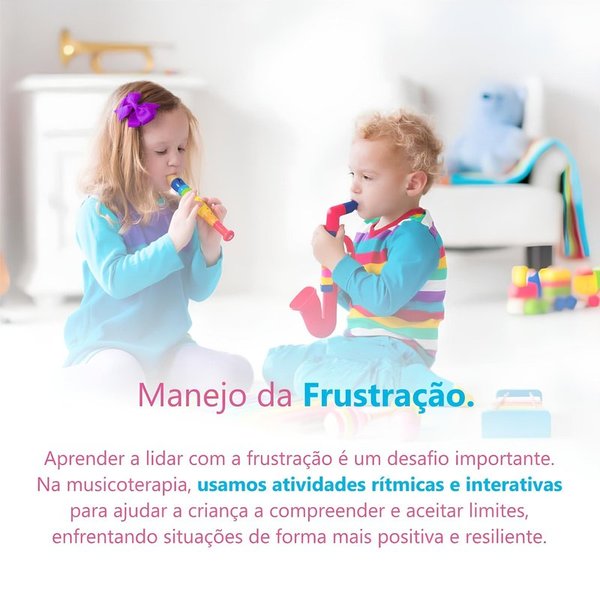 Manejo da Frustração.
Aprender a lidar com a frustração é um desafio importante.
Na musicoterapia, usamos atividades rítmicas e interativas
para ajudar a criança a compreender e aceitar limites,
enfrentando situações de forma mais positiva e resiliente.